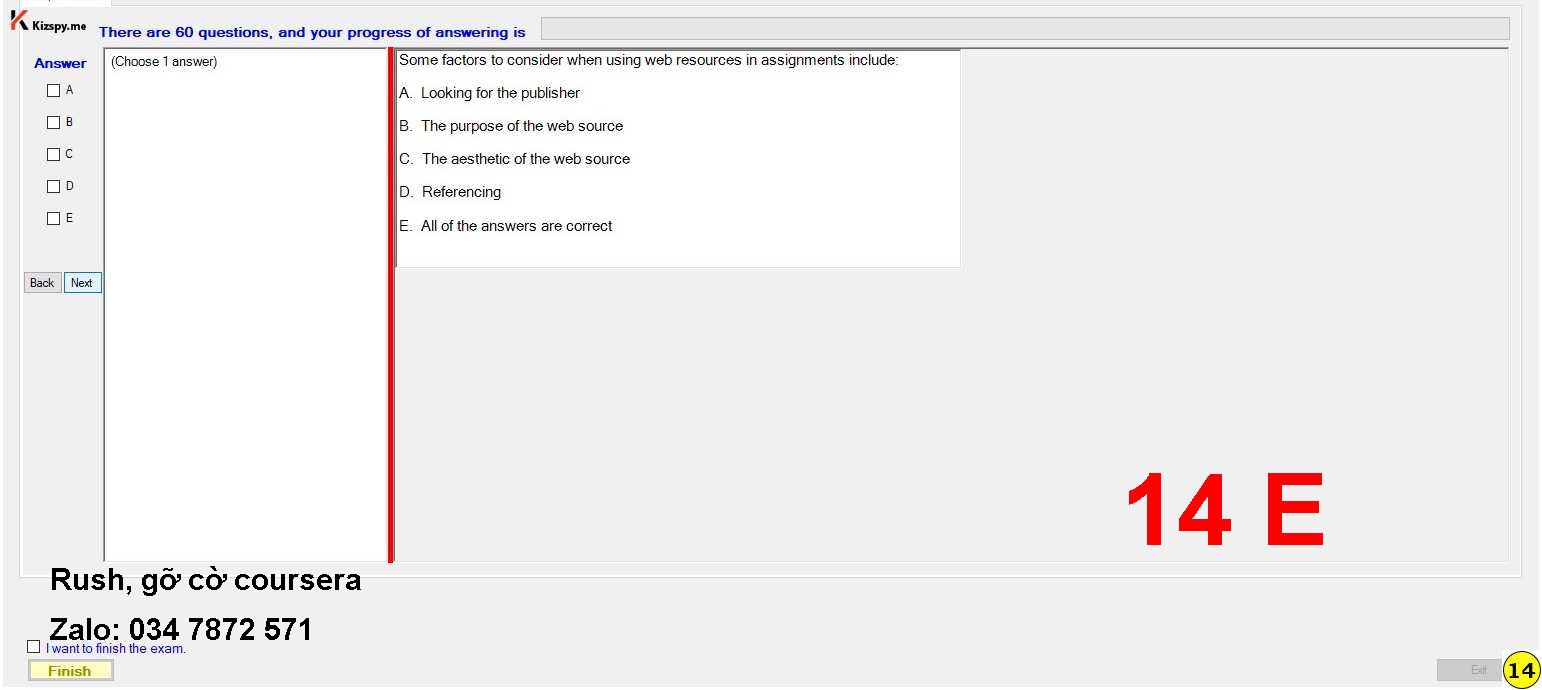 Kizspy.me
There are 60 questions, and your progress of answering is
Answer
(Choose 1 answer)
A
B
C
D
E
Back Next
Some factors to consider when using web resources in assignments include:
A. Looking for the publisher
B. The purpose of the web source
C. The aesthetic of the web source
D. Referencing
E. All of the answers are correct
14 E
Rush, gỡ cờ coursera
Zalo: 034 7872 571
I want to finish the exam.
Finish
Exit
14